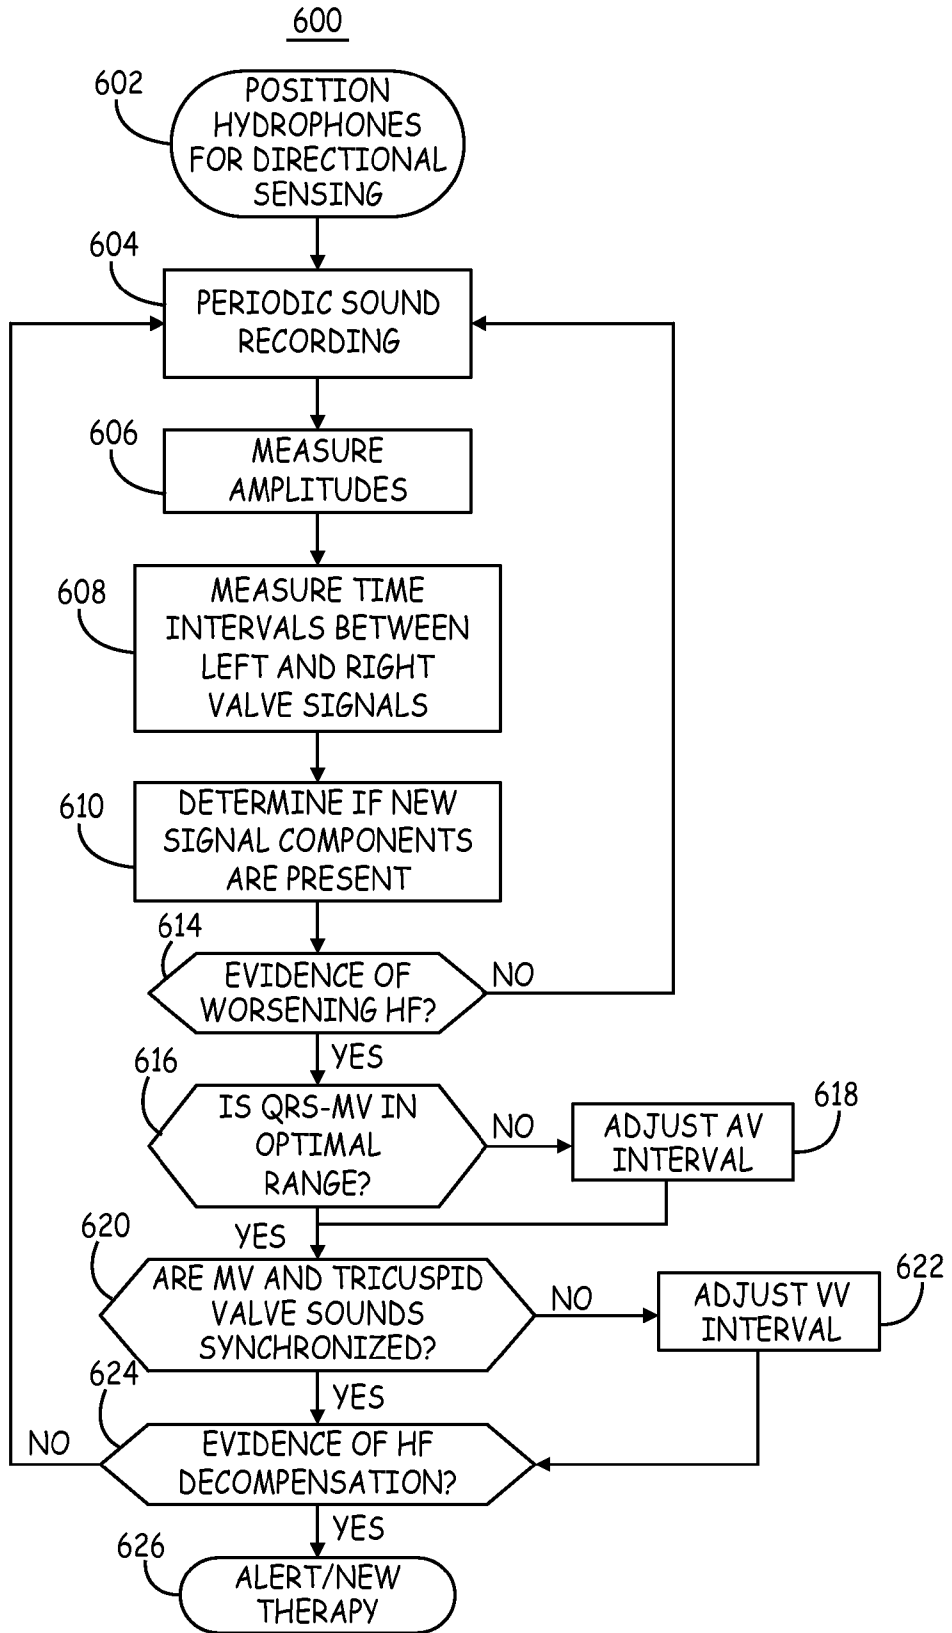 600
602
POSITION
HYDROPHONES
FOR DIRECTIONAL
SENSING
604
PERIODIC SOUND
RECORDING
606
MEASURE
AMPLITUDES
608
MEASURE TIME
INTERVALS BETWEEN
LEFT AND RIGHT
VALVE SIGNALS
610
DETERMINE IF NEW
SIGNAL COMPONENTS
ARE PRESENT
614
EVIDENCE OF
WORSENING HF?
NO
YES
616
IS QRS-MV IN
OPTIMAL
RANGE?
NO
618
ADJUST AV
INTERVAL
YES
620
ARE MV AND TRICUSPID
VALVE SOUNDS
SYNCHRONIZED?
NO
622
ADJUST VV
INTERVAL
YES
624
NO
EVIDENCE OF HF
DECOMPENSATION?
YES
626
ALERT/NEW
THERAPY